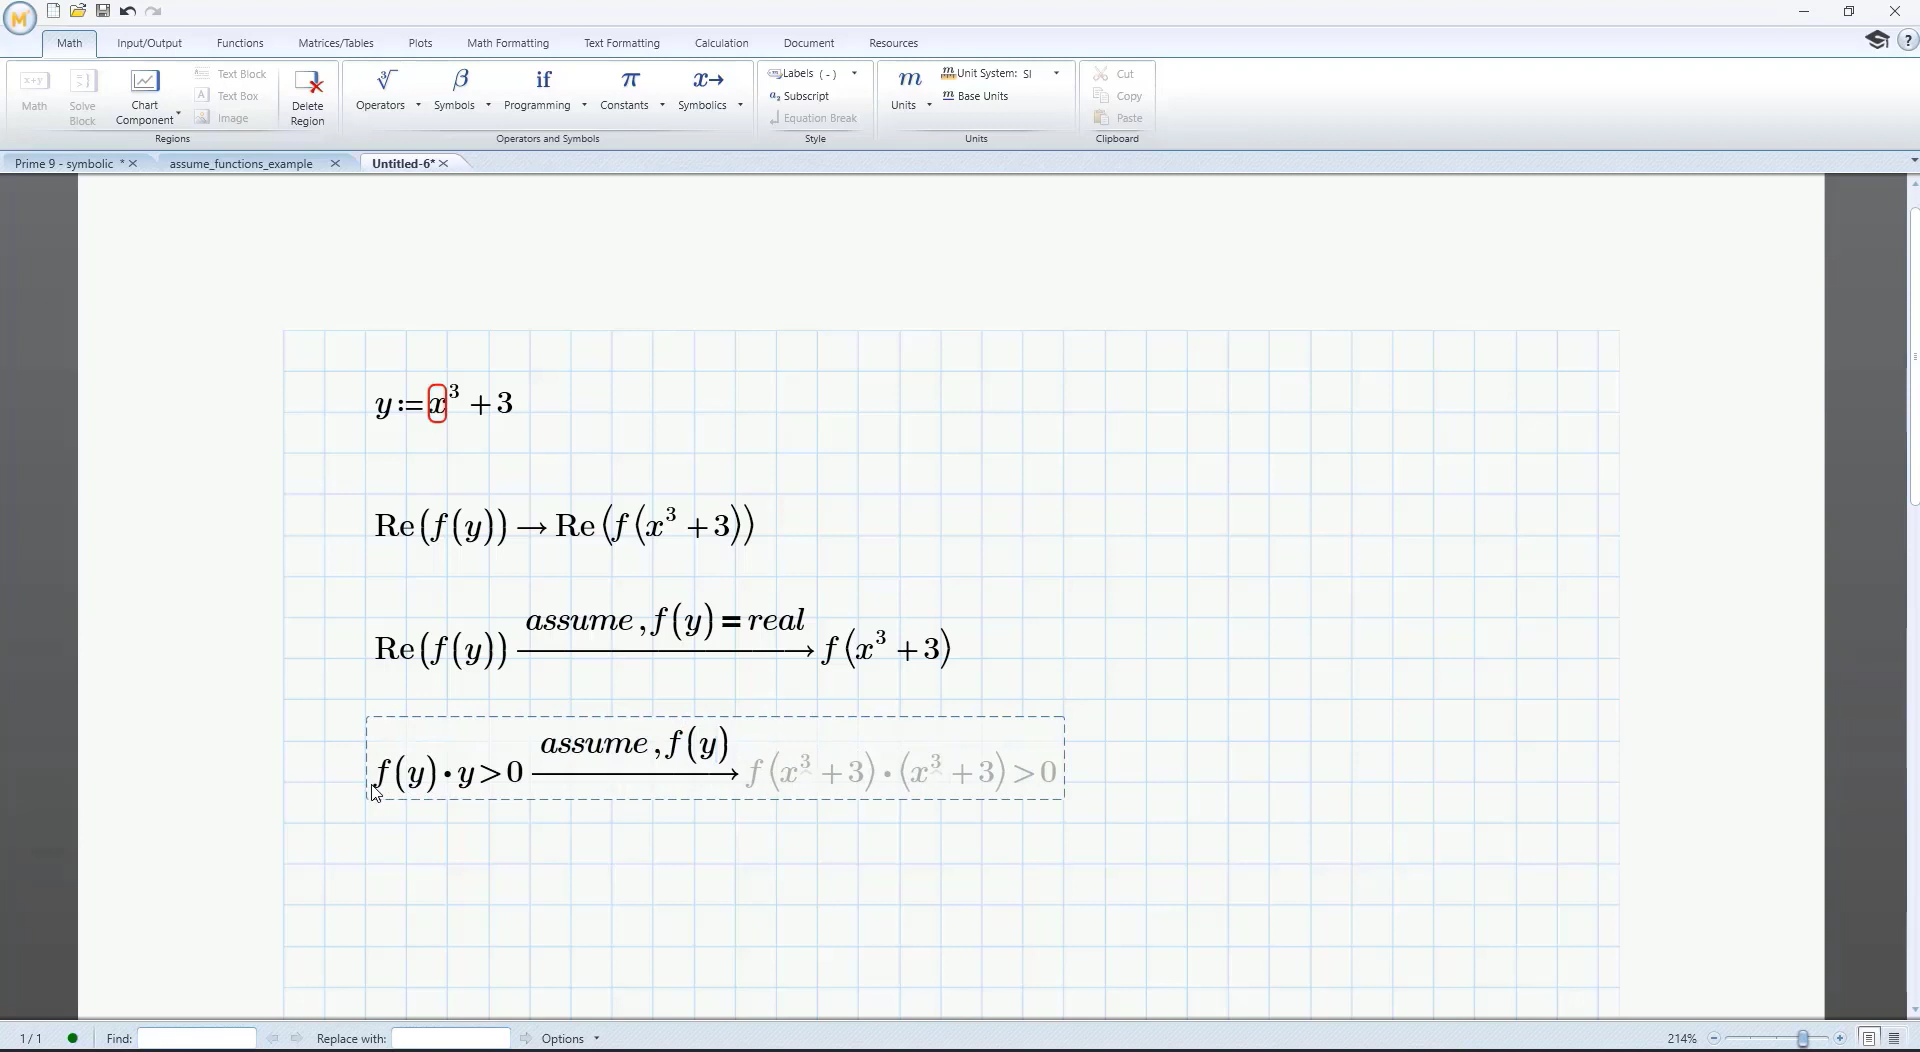 M
Math Input/Output Functions Matrices/Tables Plots Math Formatting Text Formatting Calculation Document Resources ?
Math
Solve Block
Chart Component
Text Block
Text Box
Image
Delete Region
Regions
Operators
Symbols
if Programming
π Constants
x→ Symbolics
Operators and Symbols
Labels ( - )
Subscript
Equation Break
Style
m Units
Unit System: SI
Base Units
Units
Cut
Copy
Paste
Clipboard
Prime 9 - symbolic * assume_functions_example Untitled-6*
y := x³ + 3
Re(f(y)) → Re(f(x³ + 3))
assume, f(y) = real
Re(f(y)) → f(x³ + 3)
assume, f(y)
f(y) · y > 0 → f(x³ + 3) · (x³ + 3) > 0
1 / 1 Find: Replace with: Options 214%